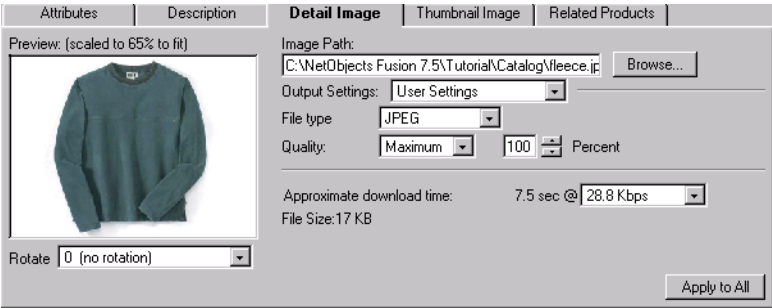 Attributes Description Detail Image Thumbnail Image Related Products
Preview: (scaled to 65% to fit)
Image Path:
C:\NetObjects Fusion 7.5\Tutorial\Catalog\fleece.jp Browse...
Output Settings: User Settings
File type JPEG
Quality: Maximum 100 Percent
Approximate download time: 7.5 sec @ 28.8 Kbps
File Size:17 KB
Rotate 0 (no rotation)
Apply to All